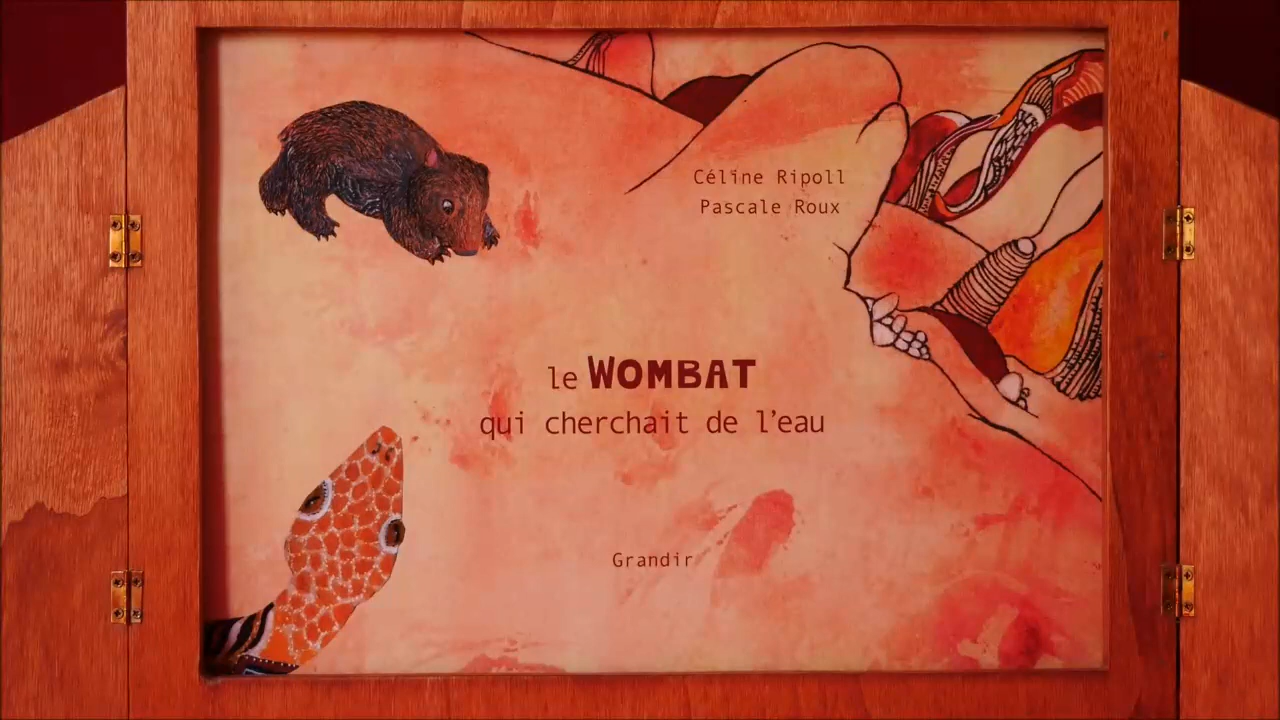 Céline Ripoll
Pascale Roux
le WOMBAT
qui cherchait de l'eau
Grandir